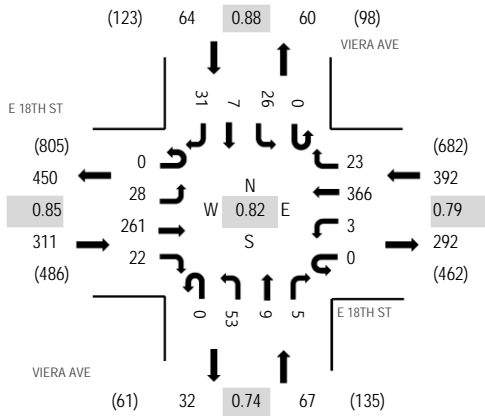 (123) 64 0.88 60 (98)
VIERA AVE
E 18TH ST
31 7 26 0
(805) (682)
450 0 23 392
0.85 28 N 366 0.79
W 0.82 E
311 261 S 3 292
(486) 22 0 (462)
0 53 9 5
E 18TH ST
VIERA AVE
(61) 32 0.74 67 (135)